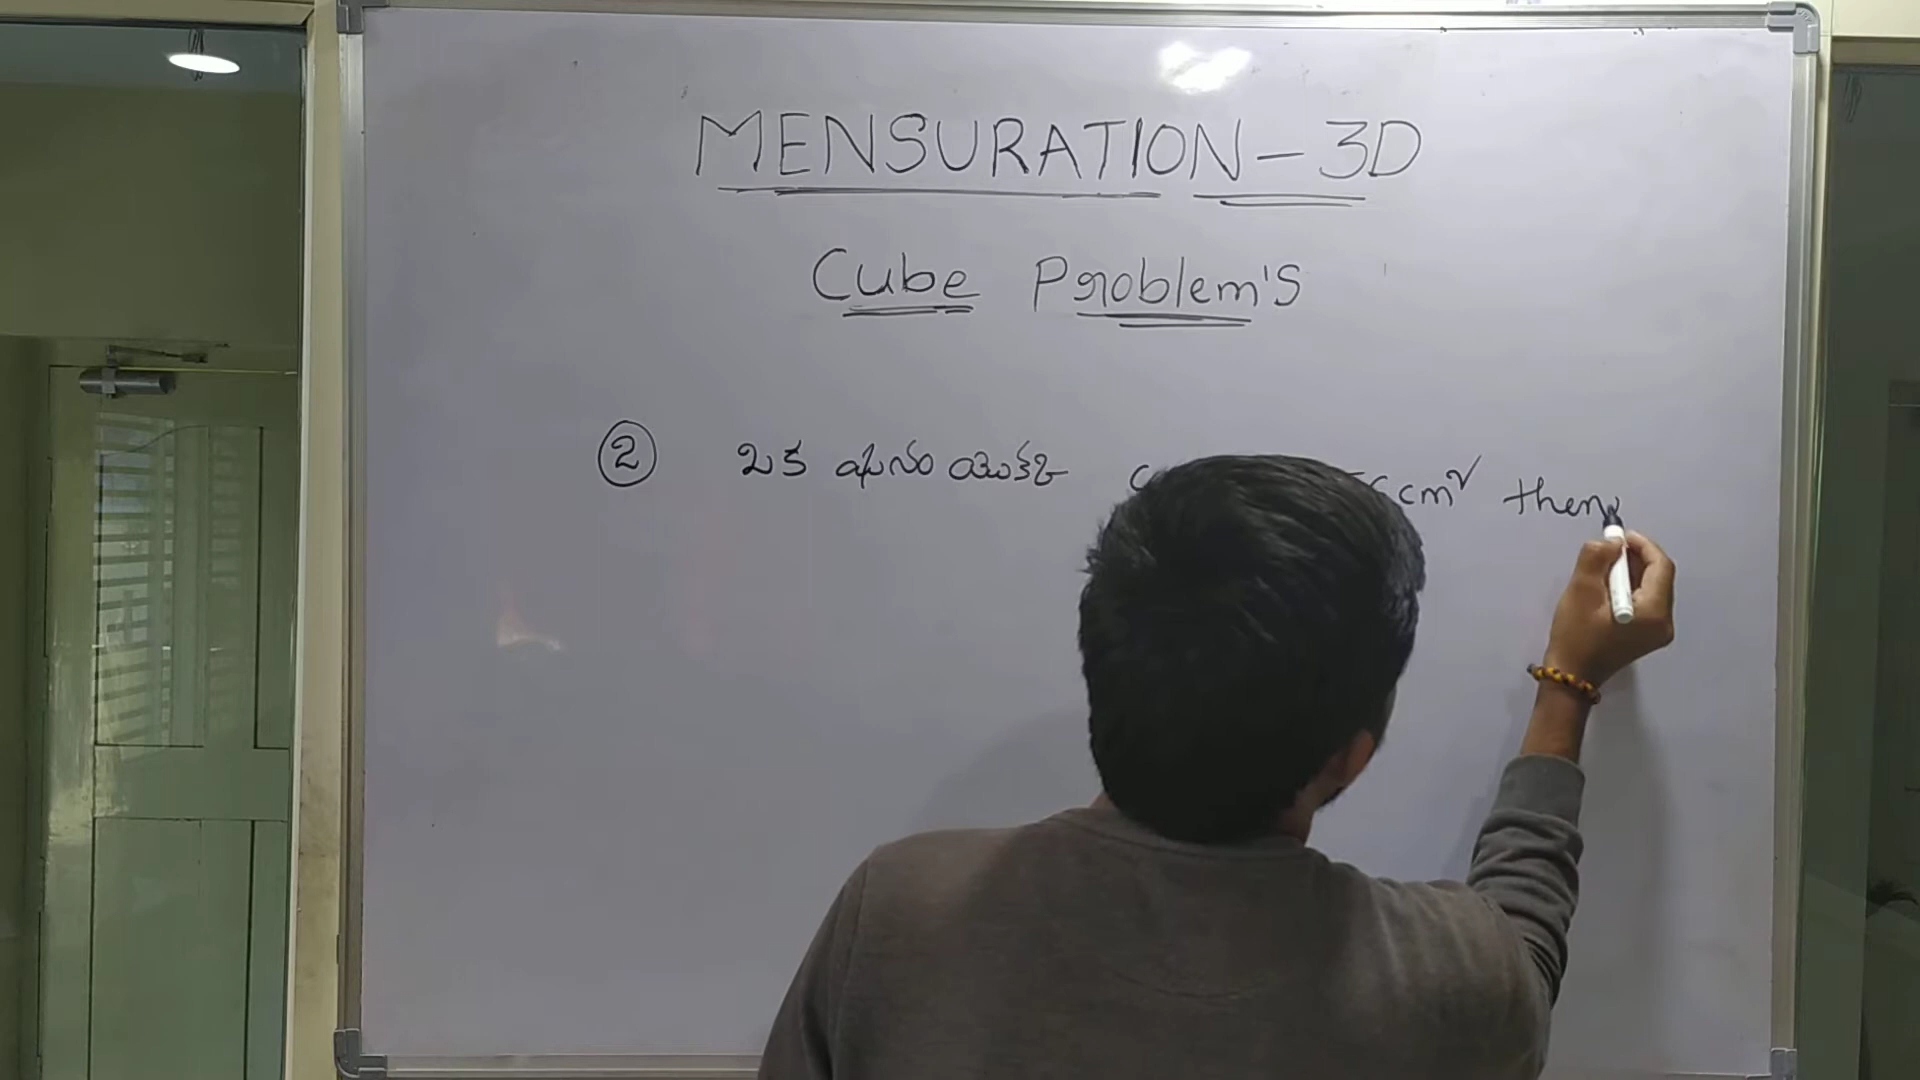 MENSURATION - 3D
Cube Problem's
2 ఒక ఘనం యొక్క cm² then